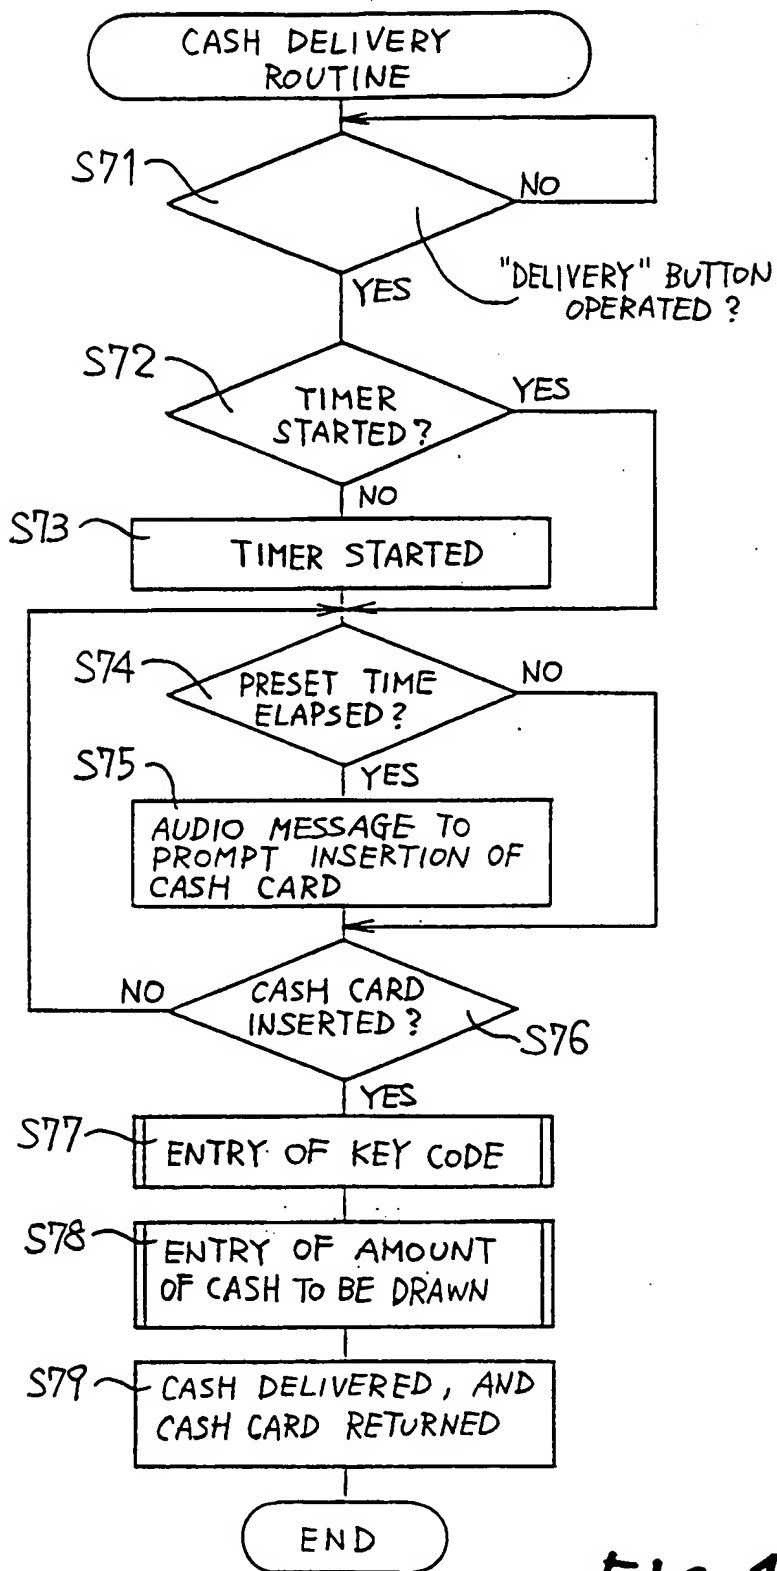 CASH DELIVERY
ROUTINE
S71
NO
"DELIVERY" BUTTON
OPERATED?
YES
S72
TIMER
STARTED?
YES
NO
S73
TIMER STARTED
S74
PRESET TIME
ELAPSED?
NO
YES
S75
AUDIO MESSAGE TO
PROMPT INSERTION OF
CASH CARD
NO
CASH CARD
INSERTED?
S76
YES
S77
ENTRY OF KEY CODE
S78
ENTRY OF AMOUNT
OF CASH TO BE DRAWN
S79
CASH DELIVERED, AND
CASH CARD RETURNED
END